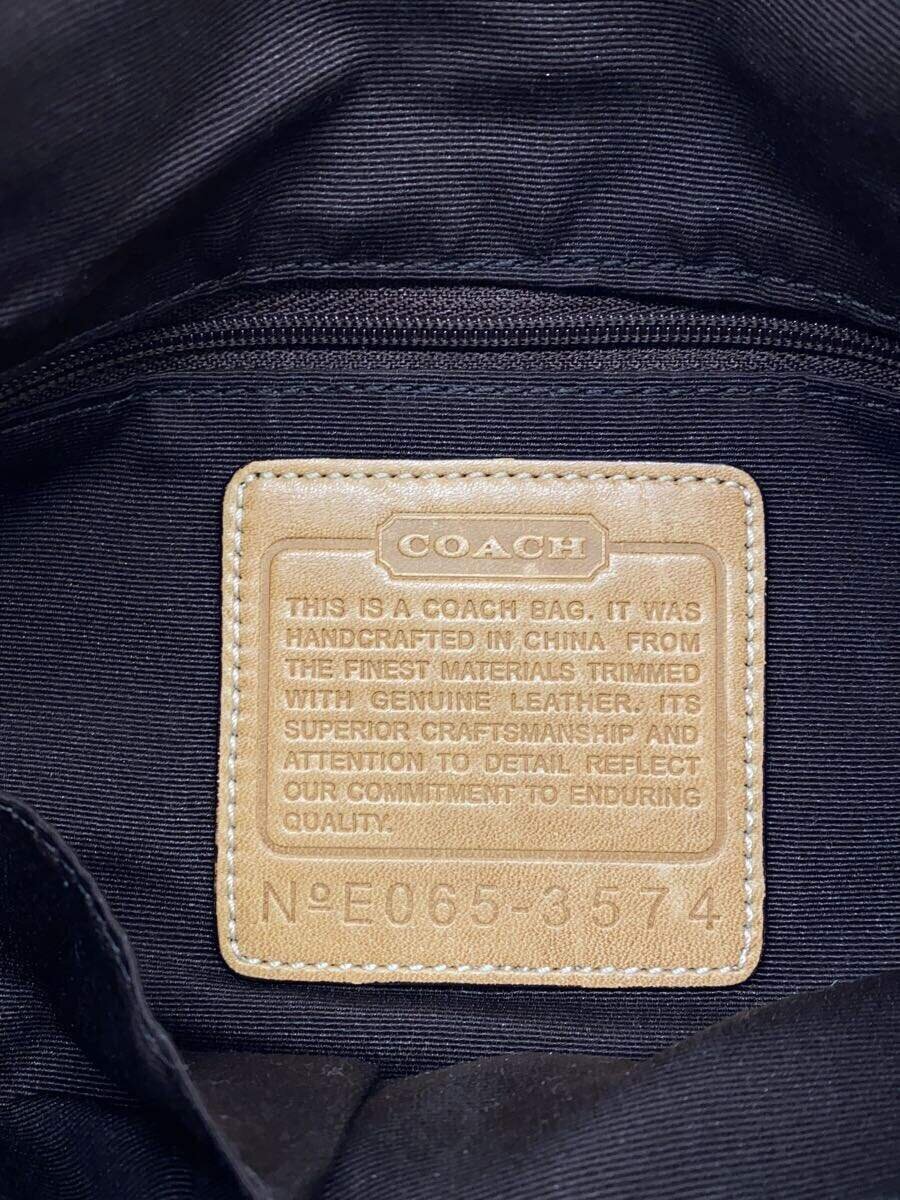 COACH
THIS IS A COACH BAG. IT WAS
HANDCRAFTED IN CHINA FROM
THE FINEST MATERIALS TRIMMED
WITH GENUINE LEATHER. ITS
SUPERIOR CRAFTSMANSHIP AND
ATTENTION TO DETAIL REFLECT
OUR COMMITMENT TO ENDURING
QUALITY.
NºE065-3574